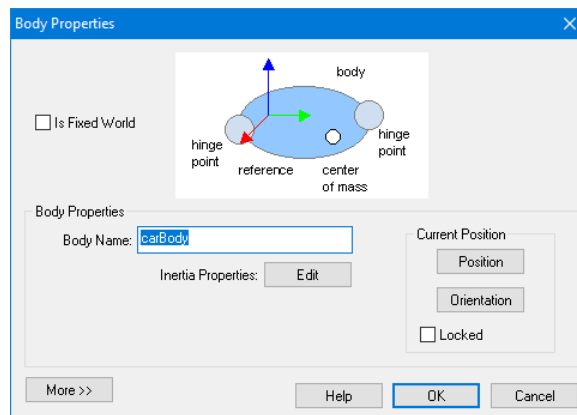 Body Properties
body
Is Fixed World
hinge
point
reference
center
of mass
hinge
point
Body Properties
Body Name: carBody
Inertia Properties: Edit
Current Position
Position
Orientation
Locked
More >>
Help
OK
Cancel